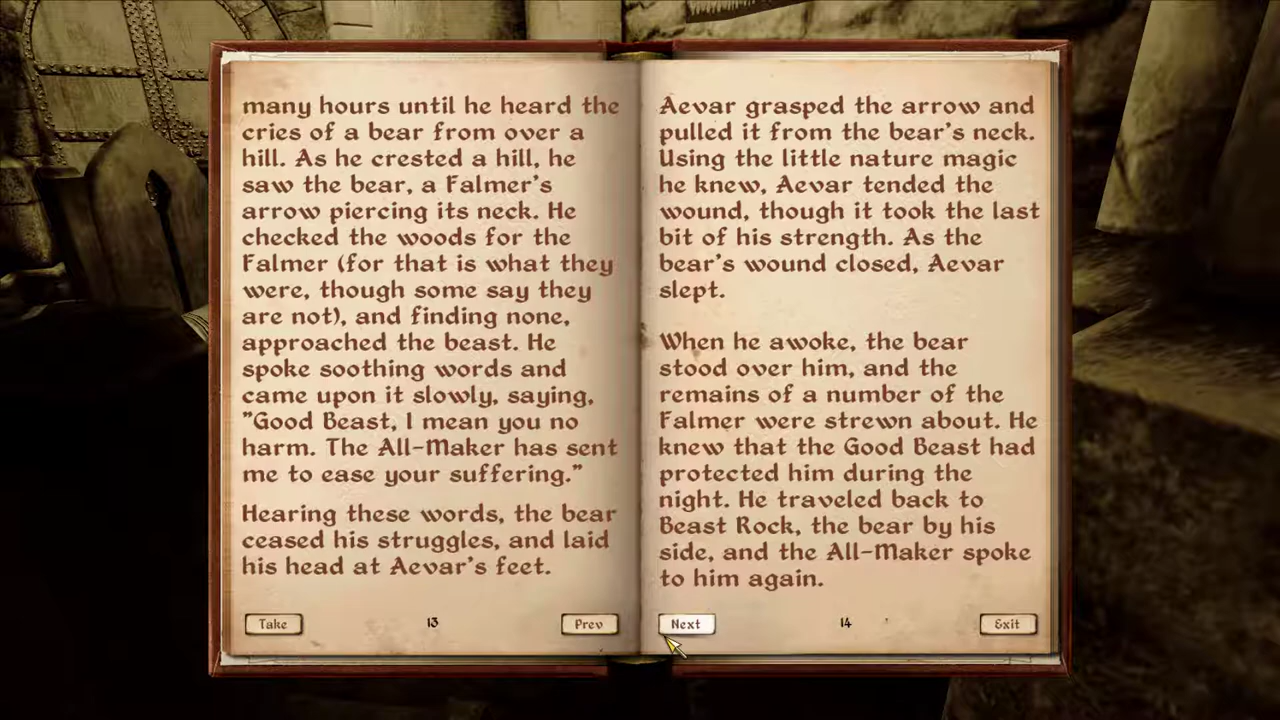 many hours until he heard the
cries of a bear from over a
hill. As he crested a hill, he
saw the bear, a Falmer's
arrow piercing its neck. He
checked the woods for the
Falmer (for that is what they
were, though some say they
are not), and finding none,
approached the beast. He
spoke soothing words and
came upon it slowly, saying,
"Good Beast, I mean you no
harm. The All-Maker has sent
me to ease your suffering."
Hearing these words, the bear
ceased his struggles, and laid
his head at Aevar's feet.
Take
13
Prev
Aevar grasped the arrow and
pulled it from the bear's neck.
Using the little nature magic
he knew, Aevar tended the
wound, though it took the last
bit of his strength. As the
bear's wound closed, Aevar
slept.
When he awoke, the bear
stood over him, and the
remains of a number of the
Falmer were strewn about. He
knew that the Good Beast had
protected him during the
night. He traveled back to
Beast Rock, the bear by his
side, and the All-Maker spoke
to him again.
Next
14
Exit